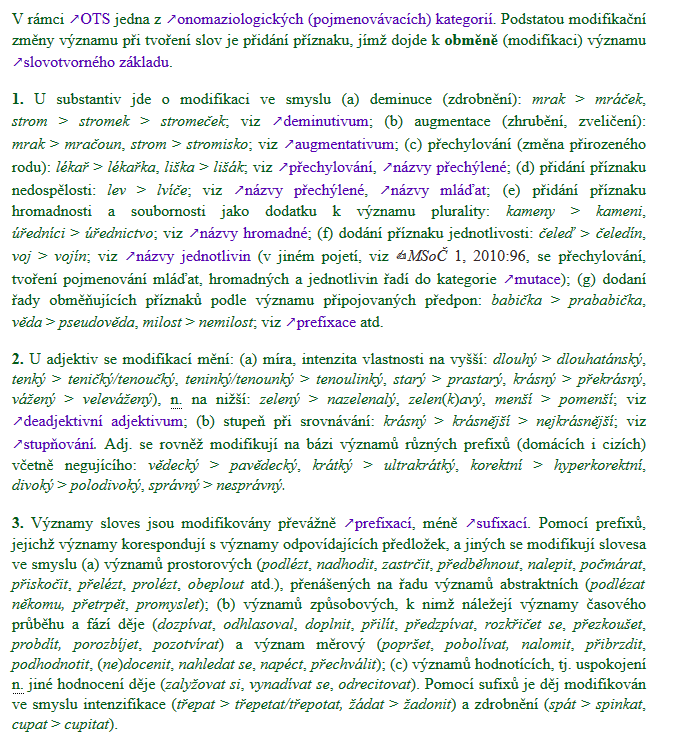 V rámci ↗OTS jedna z ↗onomaziologických (pojmenovávacích) kategorií. Podstatou modifikační
změny významu při tvoření slov je přidání příznaku, jímž dojde k obměně (modifikaci) významu
↗slovotvorného základu.
1. U substantiv jde o modifikaci ve smyslu (a) deminuce (zdrobnění): mrak > mráček,
strom > stromek > stromeček; viz ↗deminutivum; (b) augmentace (zhrubění, zveličení):
mrak > mračoun, strom > stromisko; viz ↗augmentativum; (c) přechylování (změna přirozeného
rodu): lékař > lékařka, liška > lišák; viz ↗přechylování, ↗názvy přechýlené; (d) přidání příznaku
nedospělosti: lev > lvíče; viz ↗názvy přechýlené, ↗názvy mláďat; (e) přidání příznaku
hromadnosti a soubornosti jako dodatku k významu plurality: kameny > kamení,
úředníci > úřednictvo; viz ↗názvy hromadné; (f) dodání příznaku jednotlivosti: čeleď > čeledín,
voj > vojín; viz ↗názvy jednotlivin (v jiném pojetí, viz ✍MSoČ 1, 2010:96, se přechylování,
tvoření pojmenování mláďat, hromadných a jednotlivin řadí do kategorie ↗mutace); (g) dodaní
řady obměňujících příznaků podle významu připojovaných předpon: babička > prababička,
věda > pseudověda, milost > nemilost; viz ↗prefixace atd.
2. U adjektiv se modifikací mění: (a) míra, intenzita vlastnosti na vyšší: dlouhý > dlouhatánský,
tenký > teničký/tenoučký, teninký/tenounký > tenoulinký, starý > prastarý, krásný > překrásný,
vážený > velevážený), n. na nižší: zelený > nazelenalý, zelen(k)avý, menší > pomenší; viz
↗deadjektivní adjektivum; (b) stupeň při srovnávání: krásný > krásnější > nejkrásnější; viz
↗stupňování. Adj. se rovněž modifikují na bázi významů různých prefixů (domácích i cizích)
včetně negujícího: vědecký > pavědecký, krátký > ultrakrátký, korektní > hyperkorektní,
divoký > polodivoký, správný > nesprávný.
3. Významy sloves jsou modifikovány převážně ↗prefixací, méně ↗sufixací. Pomocí prefixů,
jejichž významy korespondují s významy odpovídajících předložek, a jiných se modifikují slovesa
ve smyslu (a) významů prostorových (podlézt, nadhodit, zastrčit, předběhnout, nalepit, počmárat,
přiskočit, přelézt, prolézt, obeplout atd.), přenášených na řadu významů abstraktních (podlézat
někomu, přetrpět, promyslet); (b) významů způsobových, k nimž náležejí významy časového
průběhu a fází děje (dozpívat, odhlasoval, doplnit, přilít, předzpívat, rozkřičet se, přezkoušet,
probdít, porozbíjet, pozotvírat) a význam měrový (popršet, pobolívat, nalomit, přibrzdit,
podhodnotit, (ne)docenit, nahledat se, napéct, přechválit); (c) významů hodnotících, tj. uspokojení
n. jiné hodnocení děje (zalyžovat si, vynadívat se, odrecitovat). Pomocí sufixů je děj modifikován
ve smyslu intenzifikace (třepat > třepetat/třepotat, žádat > žadonit) a zdrobnění (spát > spinkat,
cupat > cupitat).